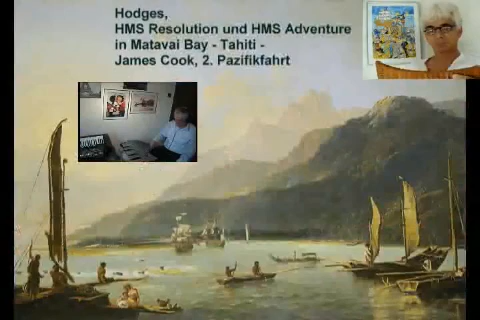 Hodges,
HMS Resolution und HMS Adventure
in Matavai Bay - Tahiti -
James Cook, 2. Pazifikfahrt